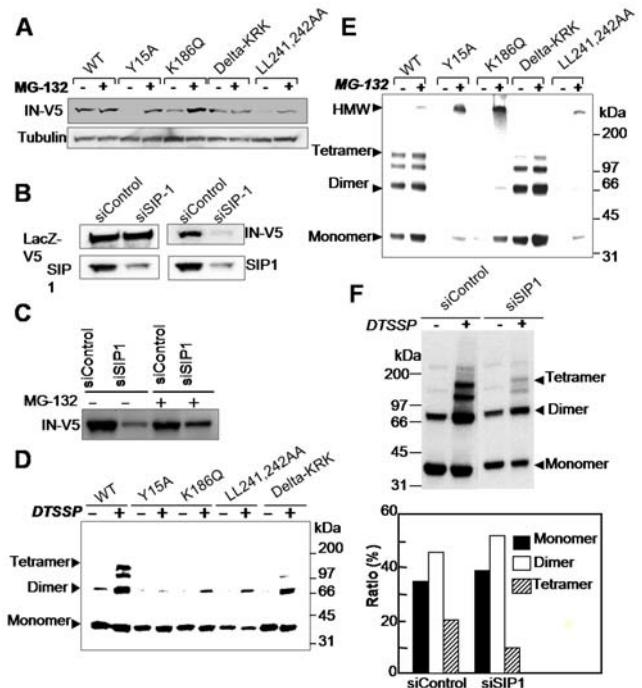 A
WT
Y15A
K186Q
Delta-KRK
LL241,242AA
MG-132 - + - + - + - + - +
IN-V5
Tubulin
B
siControl
siSIP-1
siControl
siSIP-1
LacZ-
V5
IN-V5
SIP
1
SIP1
C
siControl
siSIP1
siControl
siSIP1
MG-132 − − + +
IN-V5
D
WT
Y15A
K186Q
LL241,242AA
Delta-KRK
DTSSP - + - + - + - + - +
kDa
200
Tetramer
97
Dimer
66
45
Monomer
31
E
WT
Y15A
K186Q
Delta-KRK
LL241,242AA
MG-132 - + - + - + - + - +
HMW
kDa
200
Tetramer
97
Dimer
66
45
Monomer
31
F
siControl
siSIP1
DTSSP - + - +
kDa
200
Tetramer
97
Dimer
66
45
Monomer
31
60
Monomer
Dimer
40
Tetramer
Ratio (%)
20
0
siControl
siSIP1